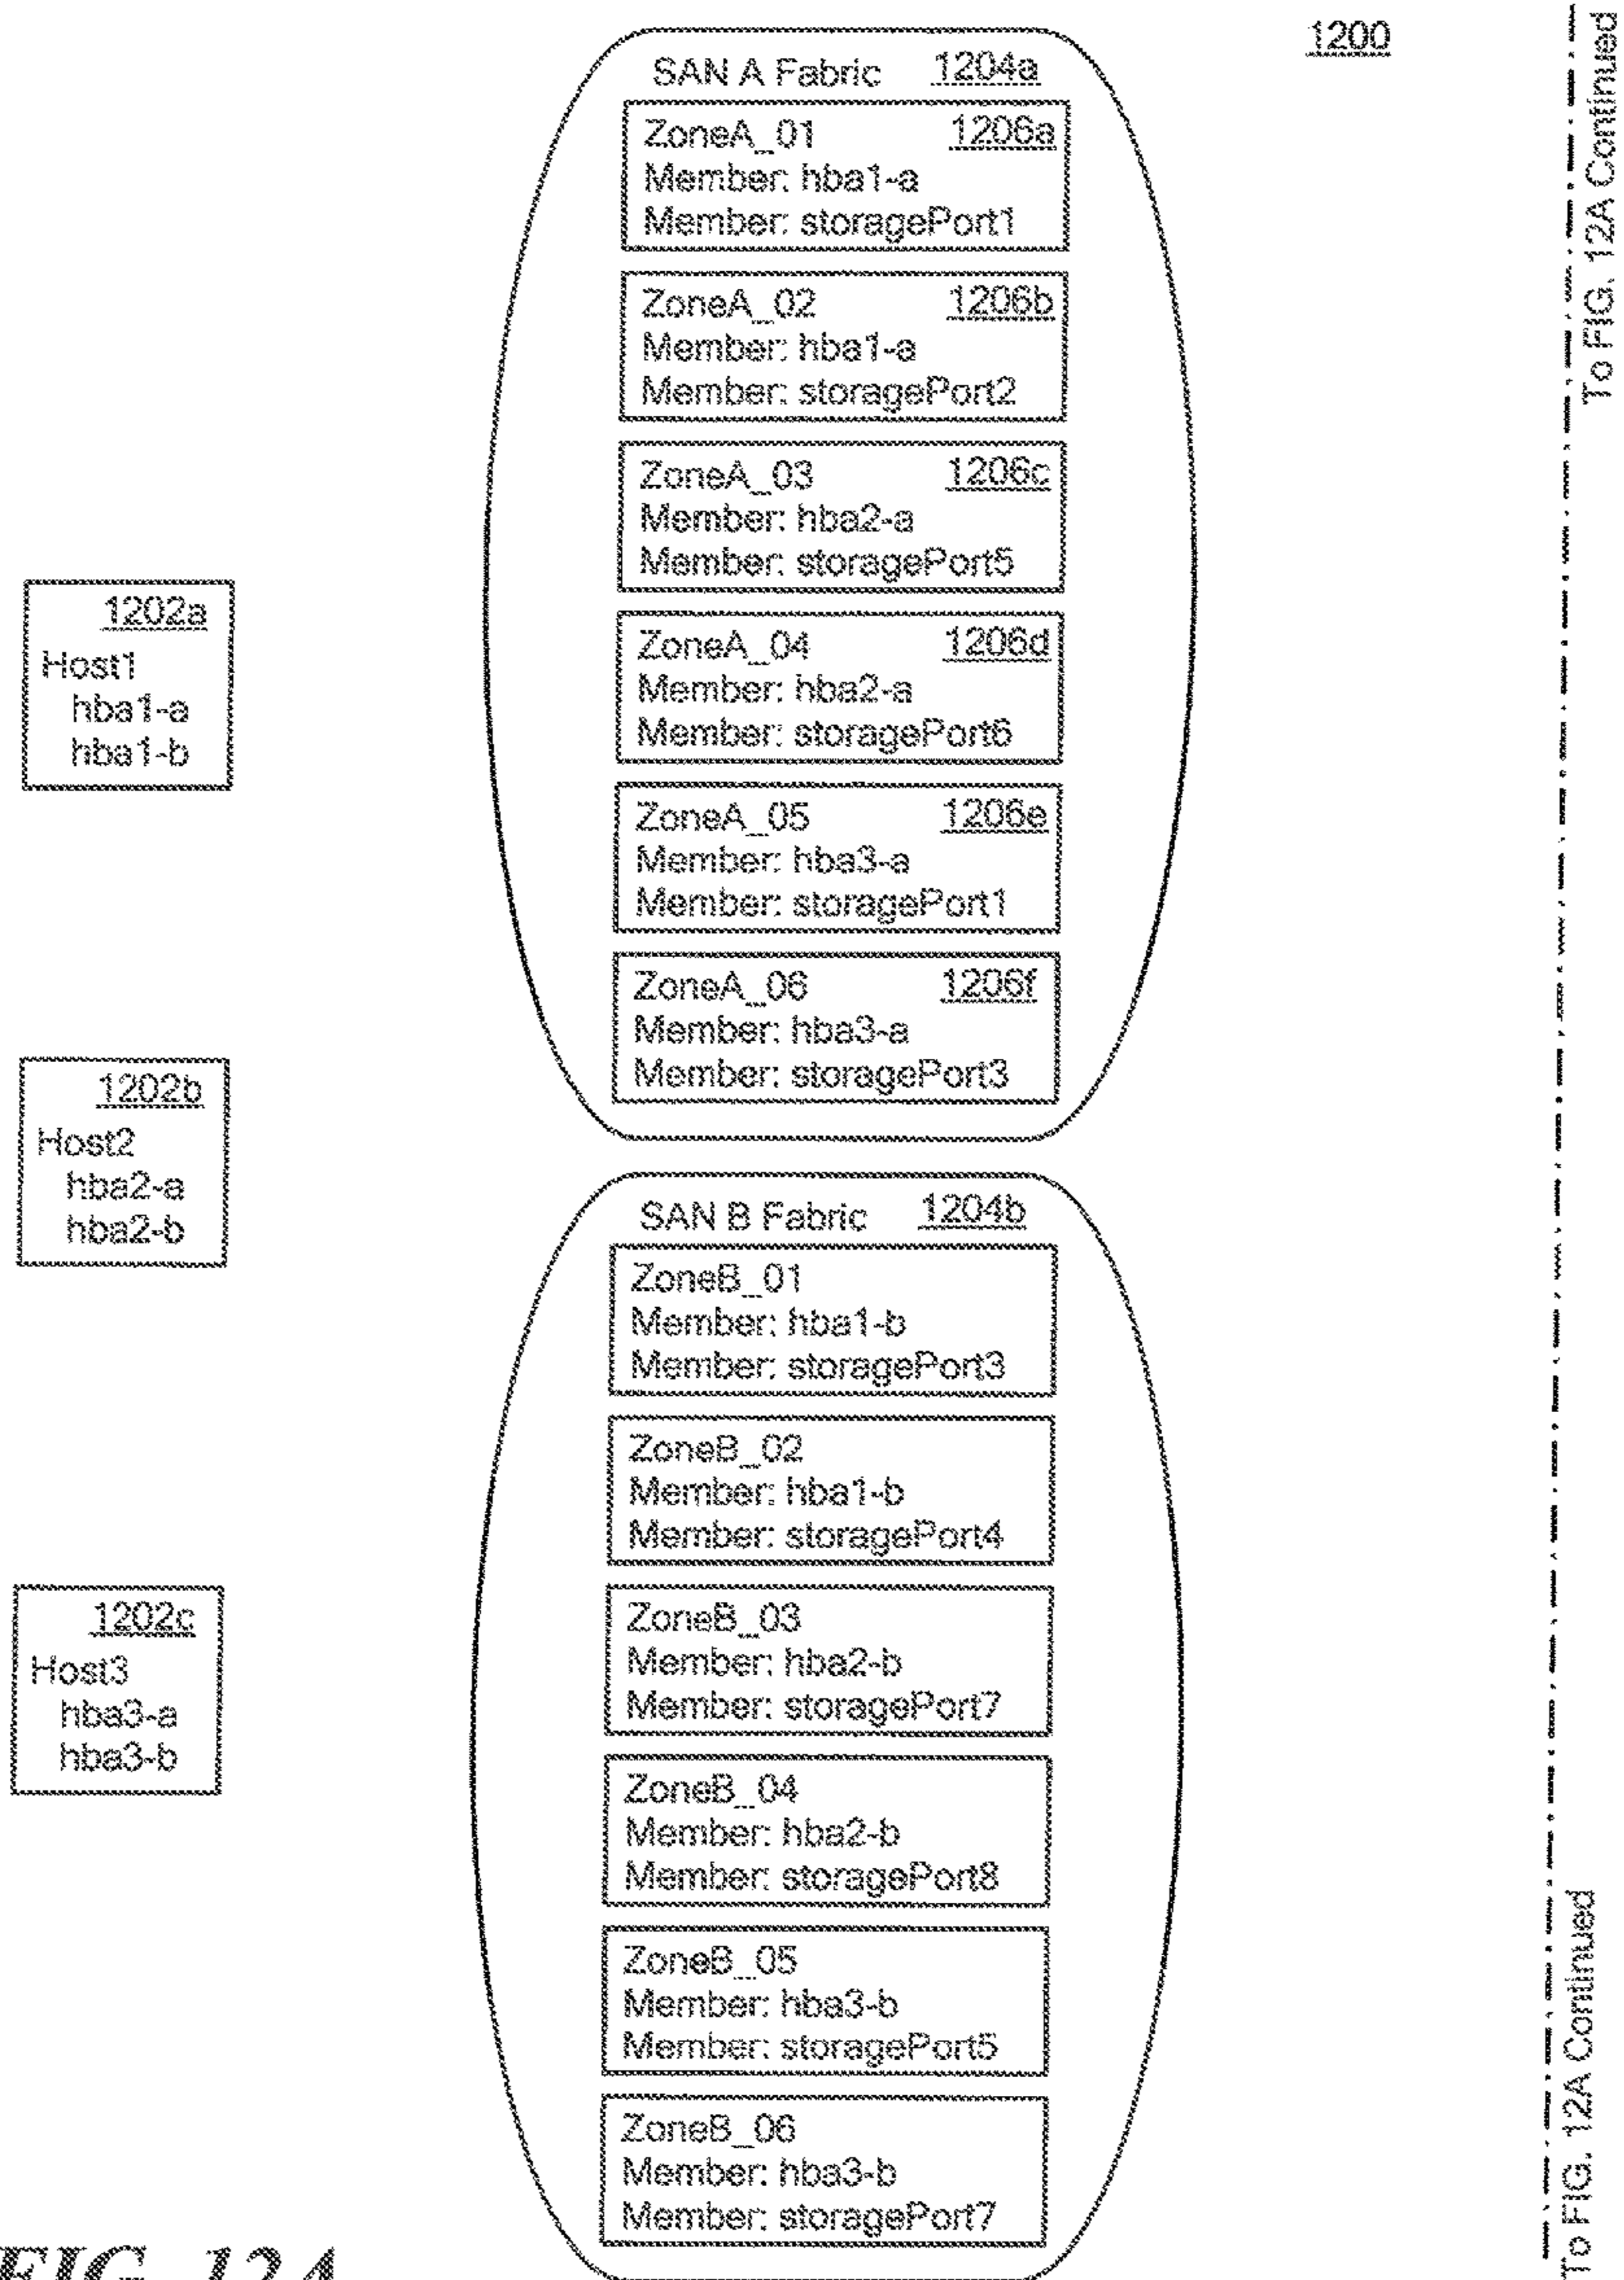 1200
SAN A Fabric 1204a
ZoneA_01 1206a
Member: hba1-a
Member: storagePort1
ZoneA_02 1206b
Member: hba1-a
Member: storagePort2
ZoneA_03 1206c
Member: hba2-a
Member: storagePort5
ZoneA_04 1206d
Member: hba2-a
Member: storagePort6
ZoneA_05 1206e
Member: hba3-a
Member: storagePort1
ZoneA_06 1206f
Member: hba3-a
Member: storagePort3
1202a
Host1
hba1-a
hba1-b
1202b
Host2
hba2-a
hba2-b
1202c
Host3
hba3-a
hba3-b
SAN B Fabric 1204b
ZoneB_01
Member: hba1-b
Member: storagePort3
ZoneB_02
Member: hba1-b
Member: storagePort4
ZoneB_03
Member: hba2-b
Member: storagePort7
ZoneB_04
Member: hba2-b
Member: storagePort8
ZoneB_05
Member: hba3-b
Member: storagePort5
ZoneB_06
Member: hba3-b
Member: storagePort7
To FIG. 12A Continued
To FIG. 12A Continued
FIG. 12A